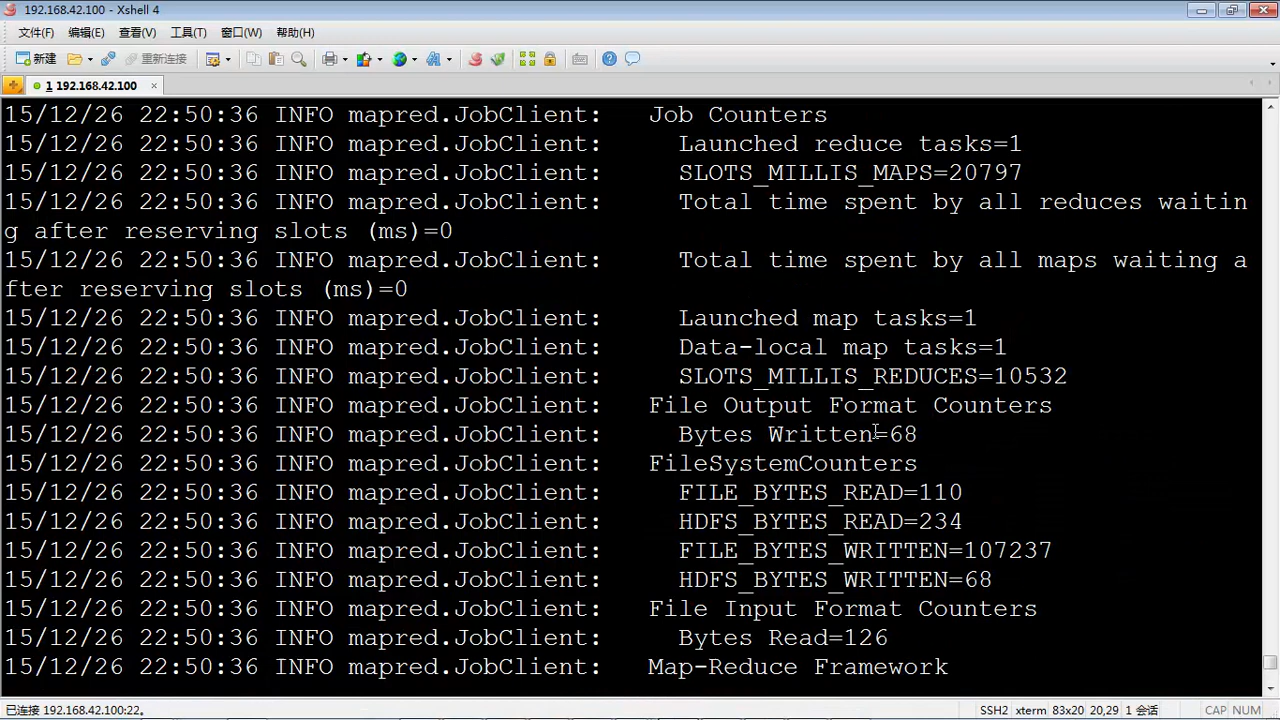 192.168.42.100 - Xshell 4
文件(F) 编辑(E) 查看(V) 工具(T) 窗口(W) 帮助(H)
新建 重新连接
1 192.168.42.100 ×
15/12/26 22:50:36 INFO mapred.JobClient:   Job Counters
15/12/26 22:50:36 INFO mapred.JobClient:     Launched reduce tasks=1
15/12/26 22:50:36 INFO mapred.JobClient:     SLOTS_MILLIS_MAPS=20797
15/12/26 22:50:36 INFO mapred.JobClient:     Total time spent by all reduces waitin
g after reserving slots (ms)=0
15/12/26 22:50:36 INFO mapred.JobClient:     Total time spent by all maps waiting a
fter reserving slots (ms)=0
15/12/26 22:50:36 INFO mapred.JobClient:     Launched map tasks=1
15/12/26 22:50:36 INFO mapred.JobClient:     Data-local map tasks=1
15/12/26 22:50:36 INFO mapred.JobClient:     SLOTS_MILLIS_REDUCES=10532
15/12/26 22:50:36 INFO mapred.JobClient:   File Output Format Counters
15/12/26 22:50:36 INFO mapred.JobClient:     Bytes Written=68
15/12/26 22:50:36 INFO mapred.JobClient:   FileSystemCounters
15/12/26 22:50:36 INFO mapred.JobClient:     FILE_BYTES_READ=110
15/12/26 22:50:36 INFO mapred.JobClient:     HDFS_BYTES_READ=234
15/12/26 22:50:36 INFO mapred.JobClient:     FILE_BYTES_WRITTEN=107237
15/12/26 22:50:36 INFO mapred.JobClient:     HDFS_BYTES_WRITTEN=68
15/12/26 22:50:36 INFO mapred.JobClient:   File Input Format Counters
15/12/26 22:50:36 INFO mapred.JobClient:     Bytes Read=126
15/12/26 22:50:36 INFO mapred.JobClient:   Map-Reduce Framework
已连接 192.168.42.100:22。 SSH2 xterm 83x20 20,29 1 会话 CAP NUM